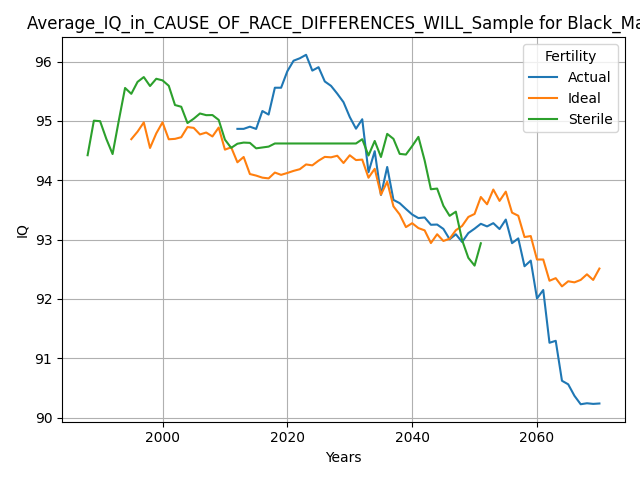 Average_IQ_in_CAUSE_OF_RACE_DIFFERENCES_WILL_Sample for Black_Ma
Fertility
Actual
Ideal
Sterile
96
95
94
93
92
91
90
IQ
2000
2020
2040
2060
Years